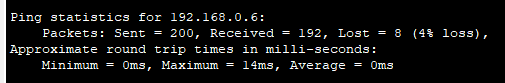 Ping statistics for 192.168.0.6:
    Packets: Sent = 200, Received = 192, Lost = 8 (4% loss),
Approximate round trip times in milli-seconds:
    Minimum = 0ms, Maximum = 14ms, Average = 0ms